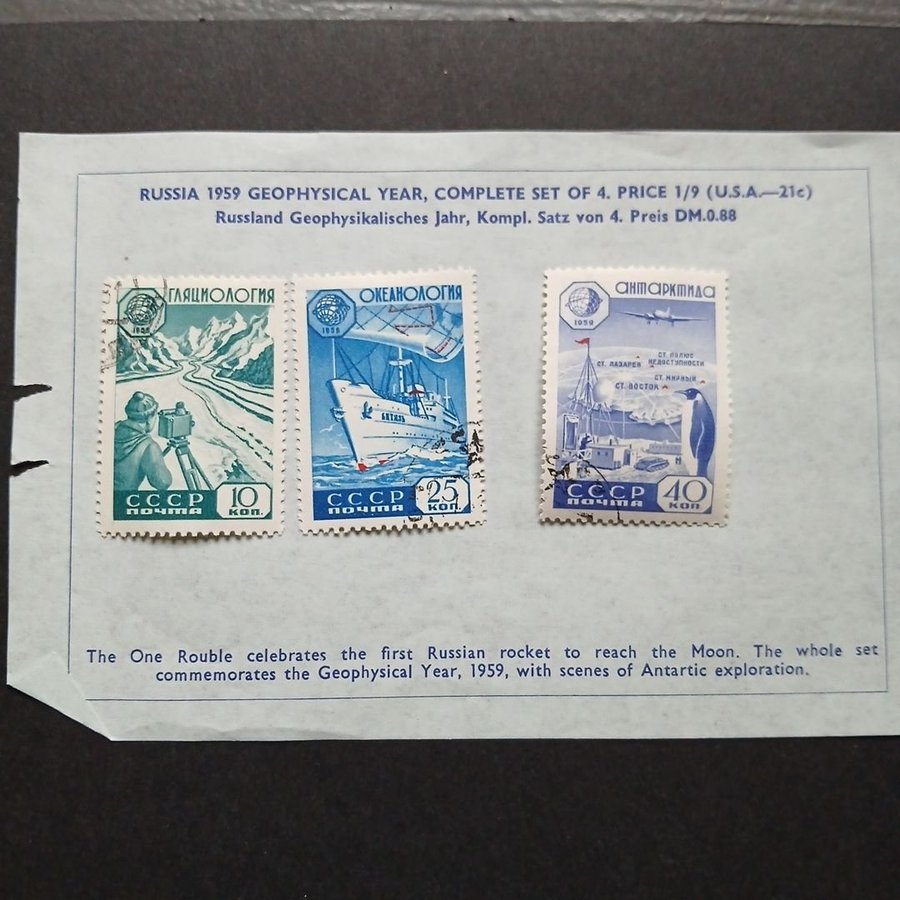 RUSSIA 1959 GEOPHYSICAL YEAR, COMPLETE SET OF 4. PRICE 1/9 (U.S.A.—21c)
Russland Geophysikalisches Jahr, Kompl. Satz von 4. Preis DM.0.88
ГЛЯЦИОЛОГИЯ
1959
СССР
ПОЧТА
10
КОП.
ОКЕАНОЛОГИЯ
1959
ВИТЯЗЬ
СССР
ПОЧТА
25
КОП.
АНТАРКТИДА
1959
СТ. ПОЛЮС
НЕДОСТУПНОСТИ
СТ. ЛАЗАРЕВ
СТ. МИРНЫЙ
СТ. ВОСТОК
СССР
ПОЧТА
40
КОП
The One Rouble celebrates the first Russian rocket to reach the Moon. The whole set
commemorates the Geophysical Year, 1959, with scenes of Antartic exploration.